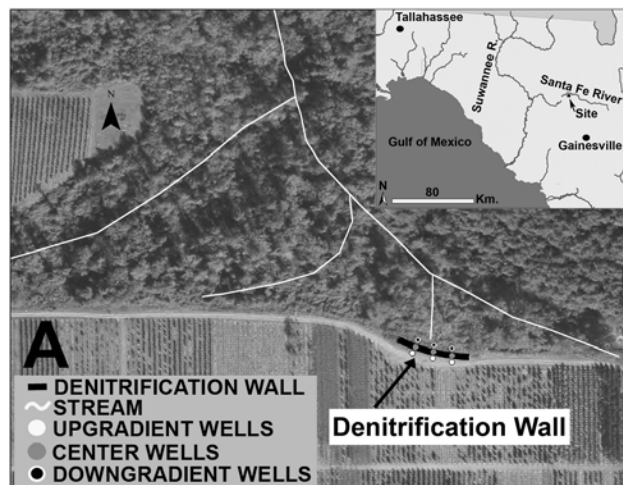 Tallahassee
Suwannee R.
Santa Fe River
Site
Gulf of Mexico
Gainesville
N
80
Km.
N
A
DENITRIFICATION WALL
STREAM
UPGRADIENT WELLS
CENTER WELLS
DOWNGRADIENT WELLS
Denitrification Wall